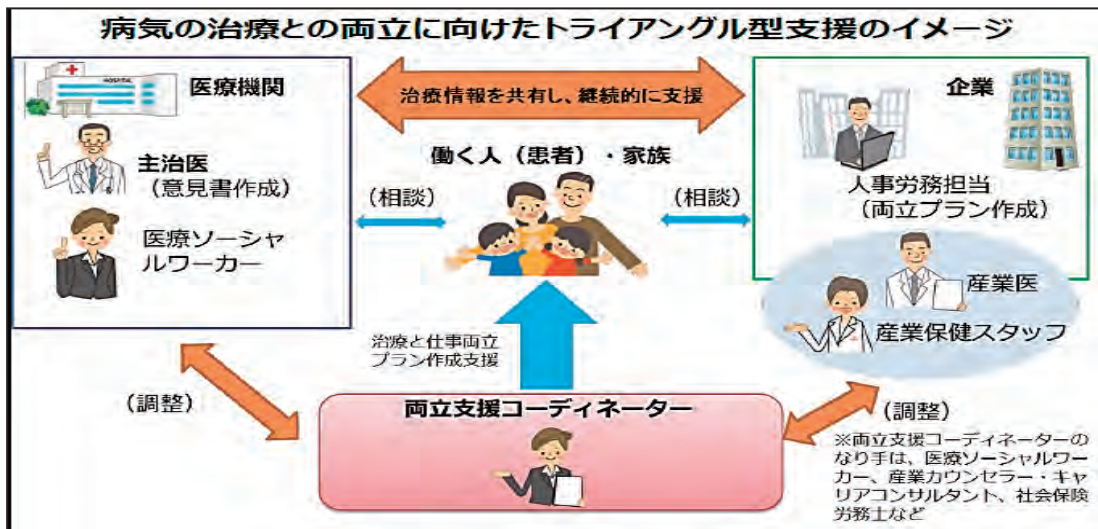 病気の治療との両立に向けたトライアングル型支援のイメージ
HOSPITAL
医療機関
主治医
（意見書作成）
医療ソーシャ
ルワーカー
治療情報を共有し、継続的に支援
働く人（患者）・家族
（相談）
（相談）
企業
人事労務担当
（両立プラン作成）
産業医
産業保健スタッフ
治療と仕事両立
プラン作成支援
（調整）
両立支援コーディネーター
（調整）
※両立支援コーディネーターの
なり手は、医療ソーシャルワー
カー、産業カウンセラー・キャ
リアコンサルタント、社会保険
労務士など